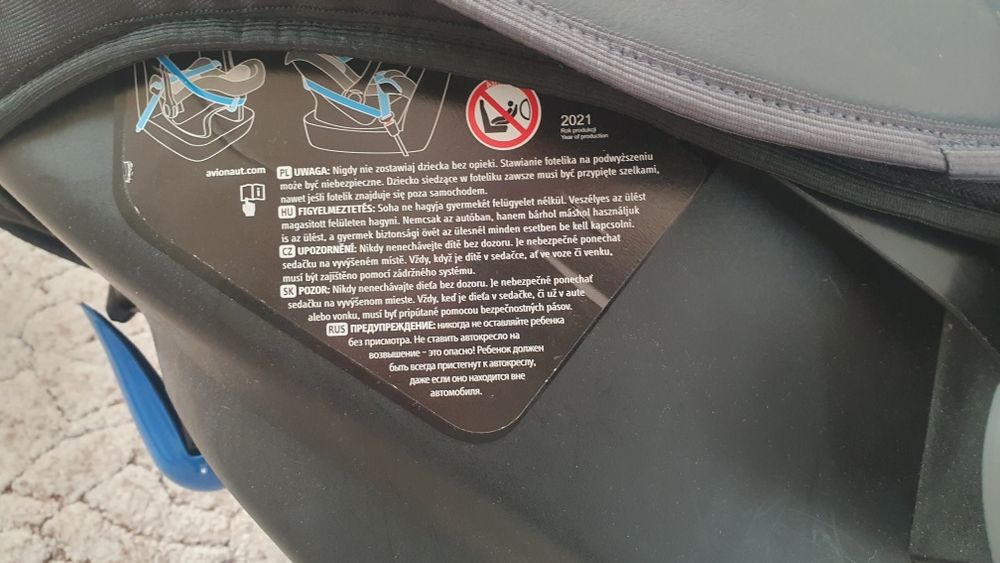 2021
Rok produkcji
Year of production
avionaut.com
PL UWAGA: Nigdy nie zostawiaj dziecka bez opieki. Stawianie fotelika na podwyższeniu
może być niebezpieczne. Dziecko siedzące w foteliku zawsze musi być przypięte szelkami,
nawet jeśli fotelik znajduje się poza samochodem.
HU FIGYELMEZTETÉS: Soha ne hagyja gyermekét felügyelet nélkül. Veszélyes az ülést
magasított felületen hagyni. Nemcsak az autóban, hanem bárhol máshol használjuk
is az ülést, a gyermek biztonsági övét az ülésnél minden esetben be kell kapcsolni.
CZ UPOZORNĚNÍ: Nikdy nenechávejte dítě bez dozoru. Je nebezpečné ponechat
sedačku na vyvýšeném místě. Vždy, když je dítě v sedačce, ať ve voze či venku,
musí být zajištěno pomocí zádržného systému.
SK POZOR: Nikdy nenechávajte dieťa bez dozoru. Je nebezpečné ponechať
sedačku na vyvýšenom mieste. Vždy, keď je dieťa v sedačke, či už v aute
alebo vonku, musí byť pripútané pomocou bezpečnostných pásov.
RUS ПРЕДУПРЕЖДЕНИЕ: никогда не оставляйте ребенка
без присмотра. Не ставить автокресло на
возвышение – это опасно! Ребенок должен
быть всегда пристегнут к автокреслу,
даже если оно находится вне
автомобиля.